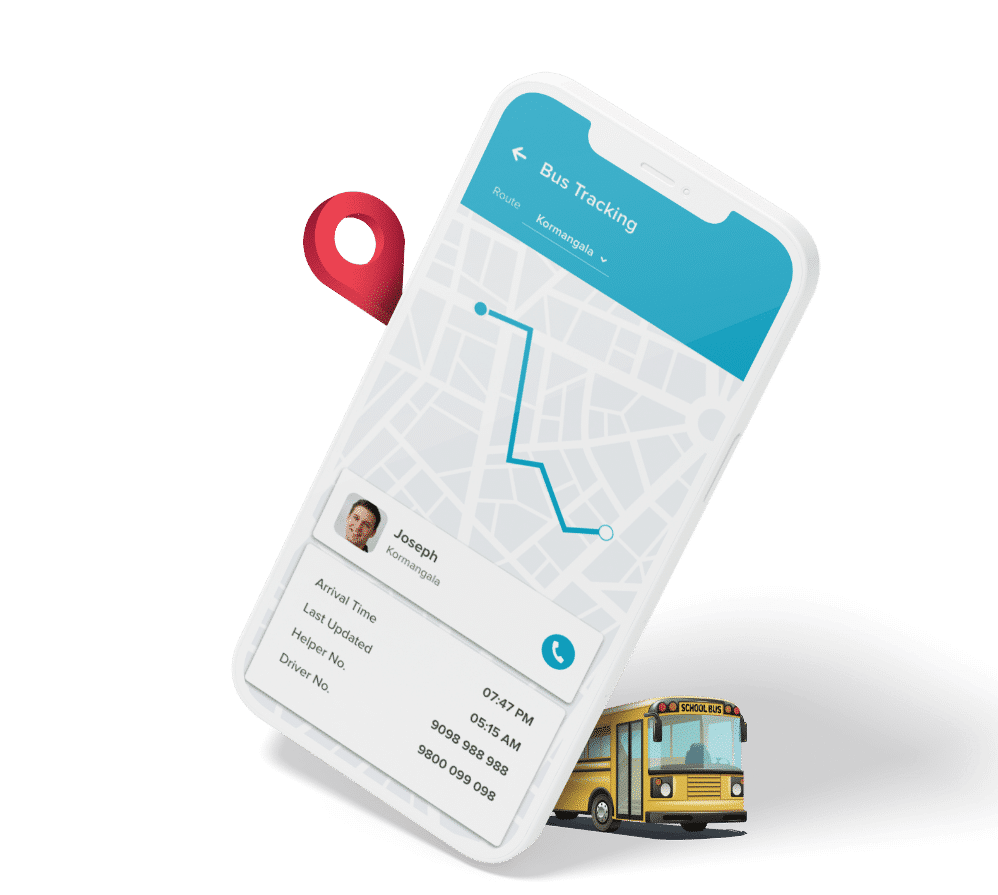 Bus Tracking
Route
Kormangala
Joseph
Kormangala
Arrival Time 07:47 PM
Last Updated 05:15 AM
Helper No. 9098 988 988
Driver No. 9800 099 098
SCHOOL BUS